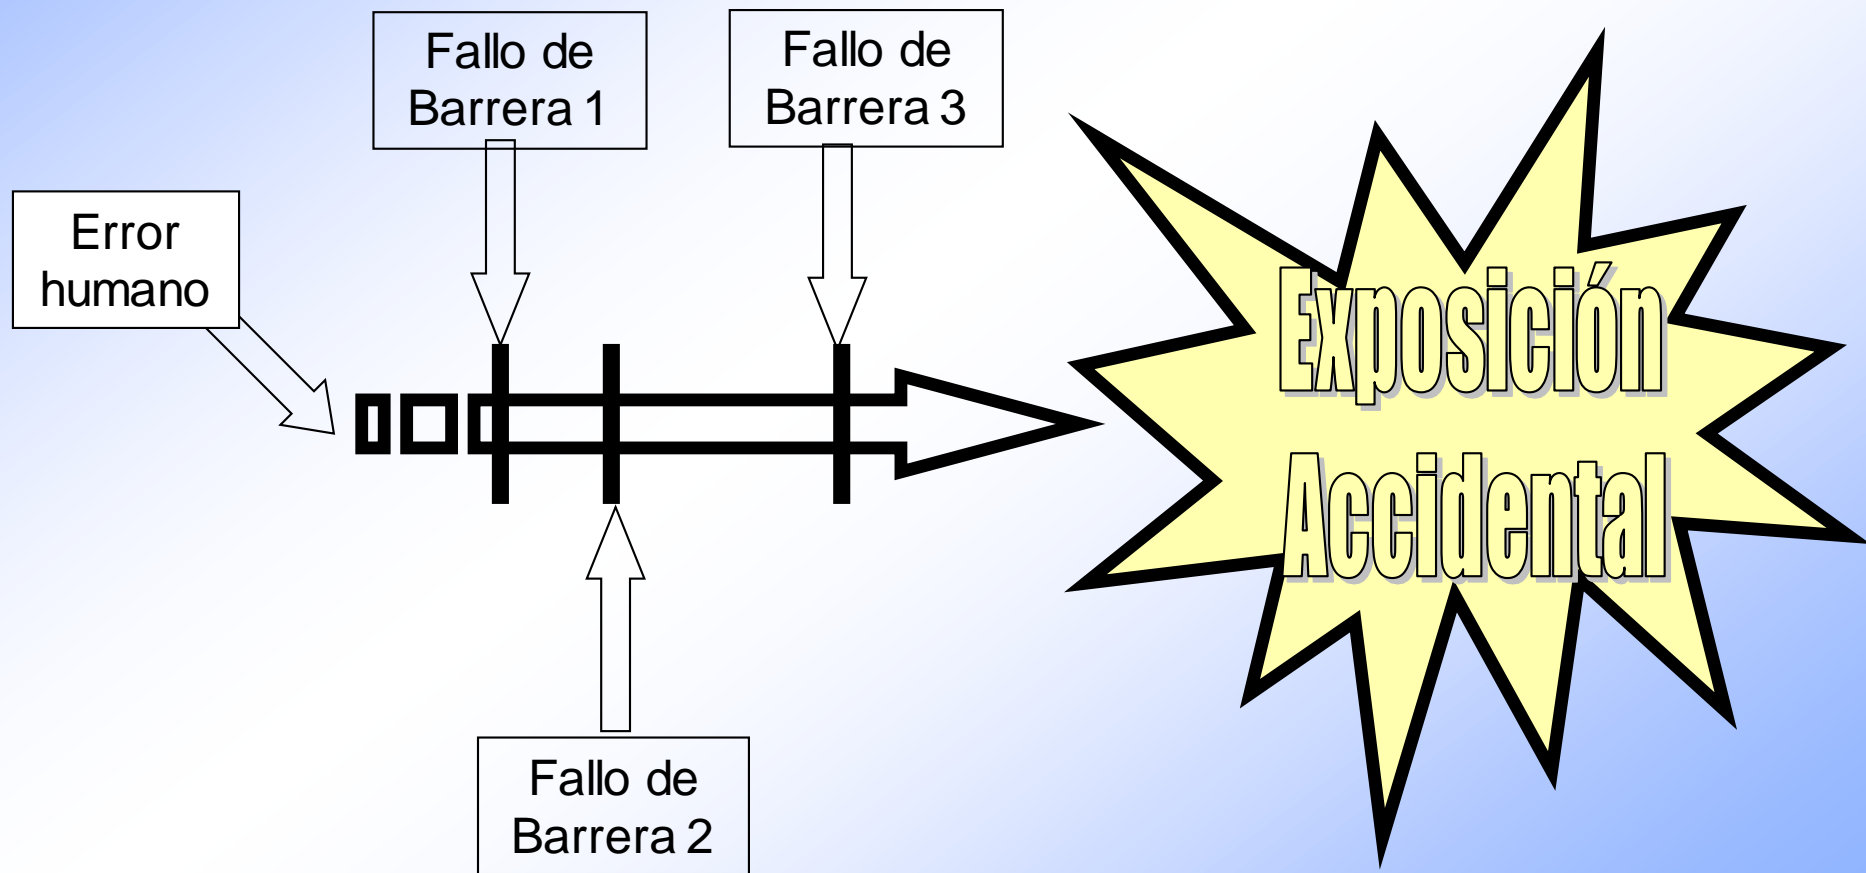 Fallo de
Barrera 1
Fallo de
Barrera 3
Error
humano
Exposición
Accidental
Fallo de
Barrera 2